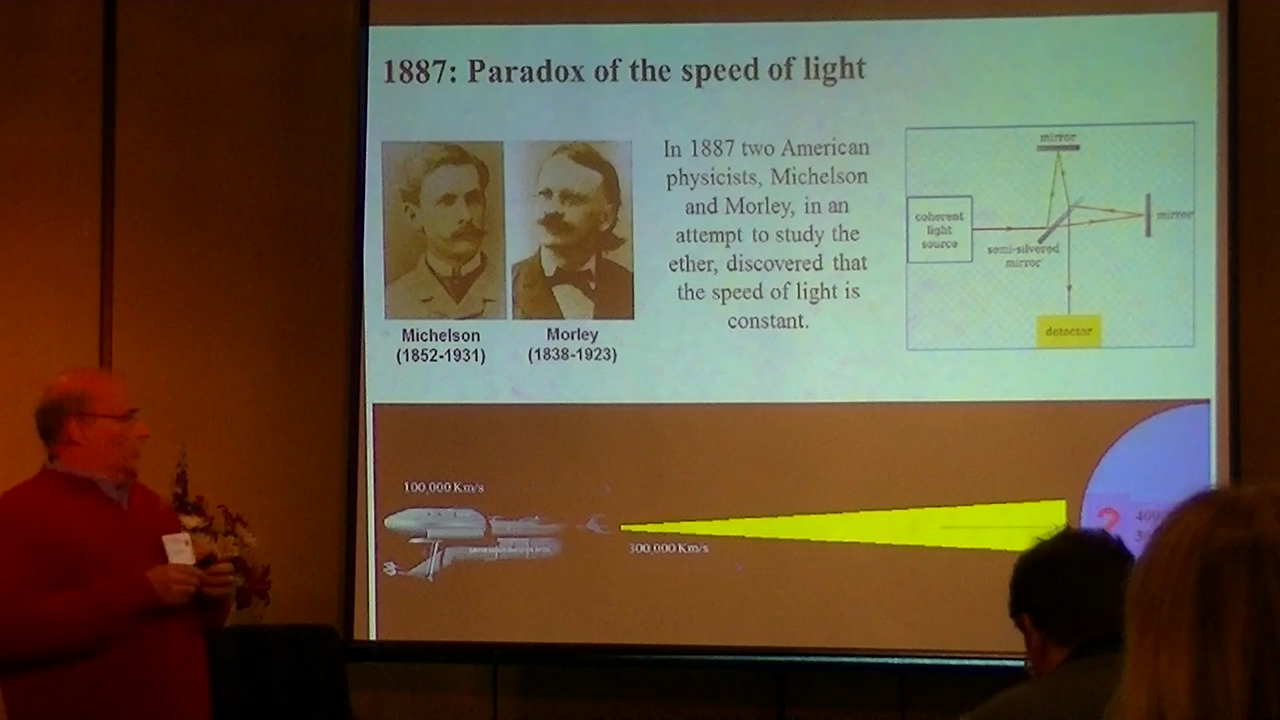 1887: Paradox of the speed of light
In 1887 two American
physicists, Michelson
and Morley, in an
attempt to study the
ether, discovered that
the speed of light is
constant.
Michelson
(1852-1931)
Morley
(1838-1923)
mirror
coherent
light
source
mirror
semi-silvered
mirror
detector
100,000 Km/s
300,000 Km/s
?